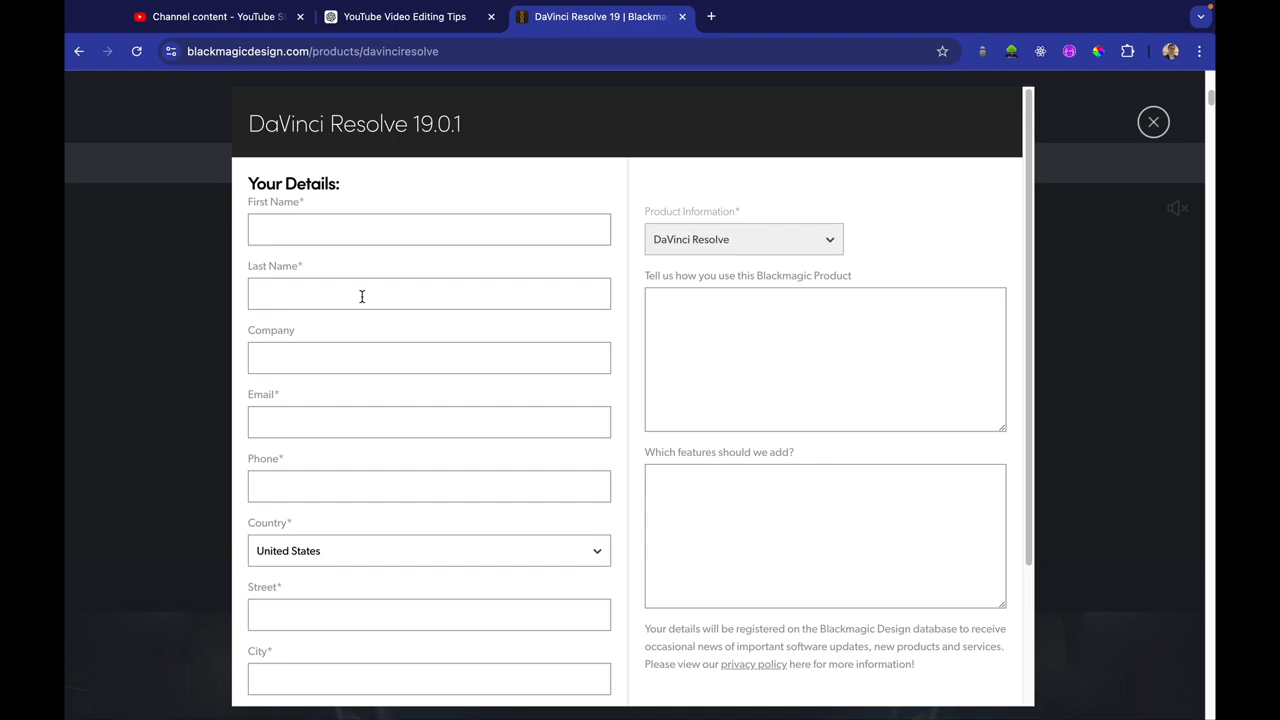 Channel content - YouTube S
YouTube Video Editing Tips
DaVinci Resolve 19 | Blackma
blackmagicdesign.com/products/davinciresolve
DaVinci Resolve 19.0.1
Your Details:
First Name*
Last Name*
Company
Email*
Phone*
Country*
United States
Street*
City*
Product Information*
DaVinci Resolve
Tell us how you use this Blackmagic Product
Which features should we add?
Your details will be registered on the Blackmagic Design database to receive
occasional news of important software updates, new products and services.
Please view our privacy policy here for more information!